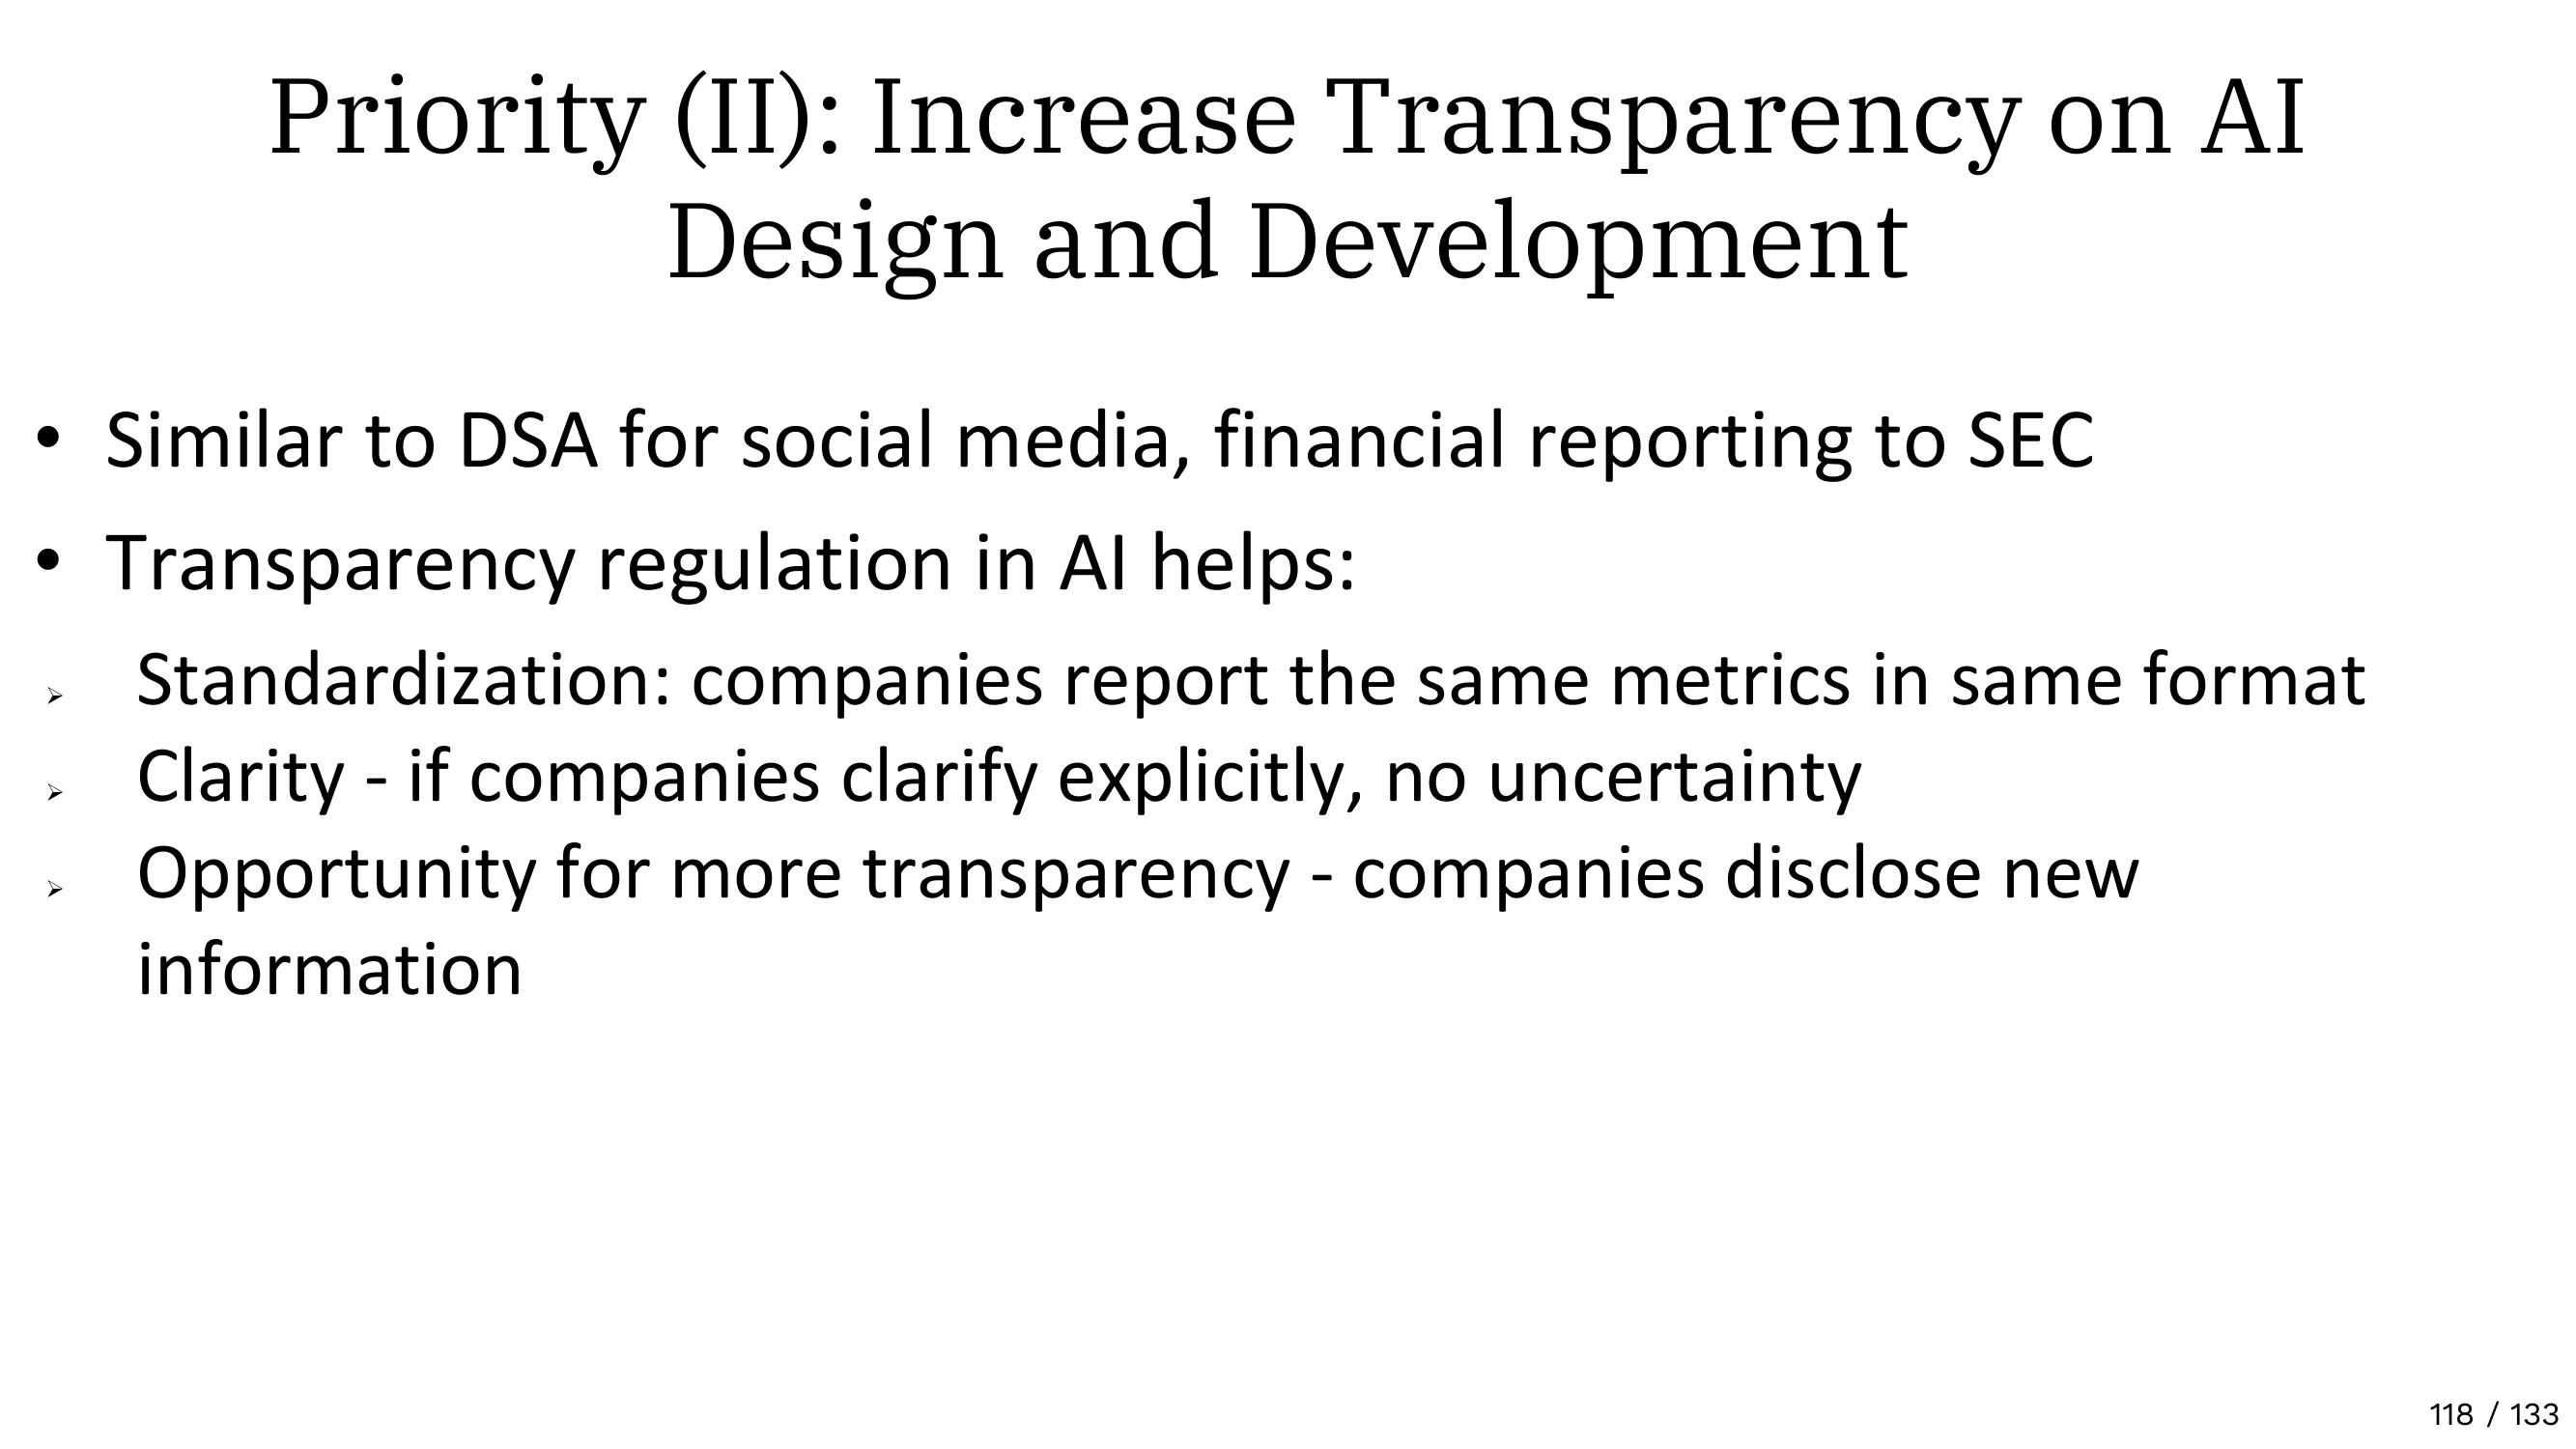 Priority (II): Increase Transparency on AI
Design and Development
• Similar to DSA for social media, financial reporting to SEC
• Transparency regulation in AI helps:
➢ Standardization: companies report the same metrics in same format
➢ Clarity - if companies clarify explicitly, no uncertainty
➢ Opportunity for more transparency - companies disclose new
information
118 / 133